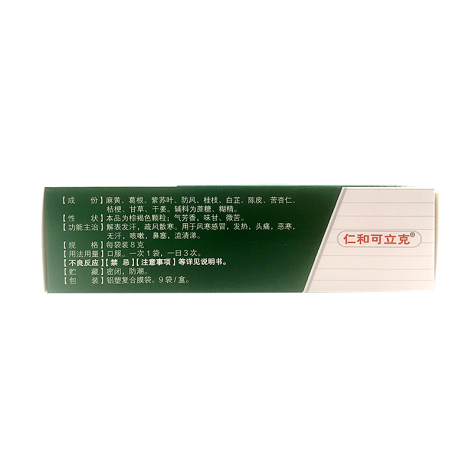 【成　　份】麻黄、葛根、紫苏叶、防风、桂枝、白芷、陈皮、苦杏仁、
桔梗、甘草、干姜。辅料为蔗糖、糊精。
【性　　状】本品为棕褐色颗粒；气芳香，味甘、微苦。
【功能主治】解表发汗，疏风散寒。用于风寒感冒，发热，头痛，恶寒，
无汗，咳嗽，鼻塞，流清涕。
【规　　格】每袋装8克
【用法用量】口服。一次1袋，一日3次。
【不良反应】【禁　忌】【注意事项】等详见说明书。
【贮　　藏】密闭，防潮。
【包　　装】铝塑复合膜袋。9袋/盒。
仁和可立克®